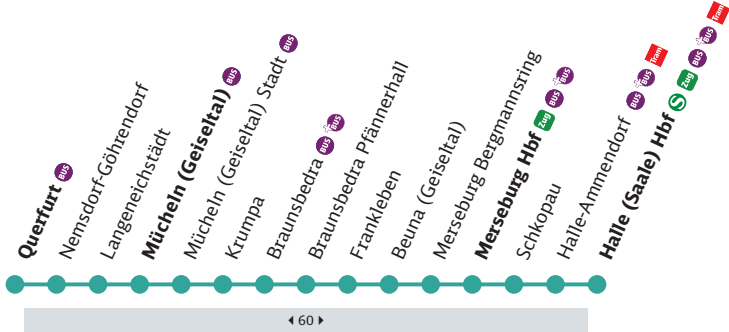 Querfurt BUS
Nemsdorf-Göhrendorf
Langeneichstädt
Mücheln (Geiseltal) BUS
Mücheln (Geiseltal) Stadt BUS
Krumpa
Braunsbedra BUS +BUS
Braunsbedra Pfännerhall
Frankleben
Beuna (Geiseltal)
Merseburg Bergmannsring
Merseburg Hbf Zug BUS +BUS
Schkopau
Halle-Ammendorf BUS +BUS Tram
Halle (Saale) Hbf S Zug BUS +BUS Tram
60